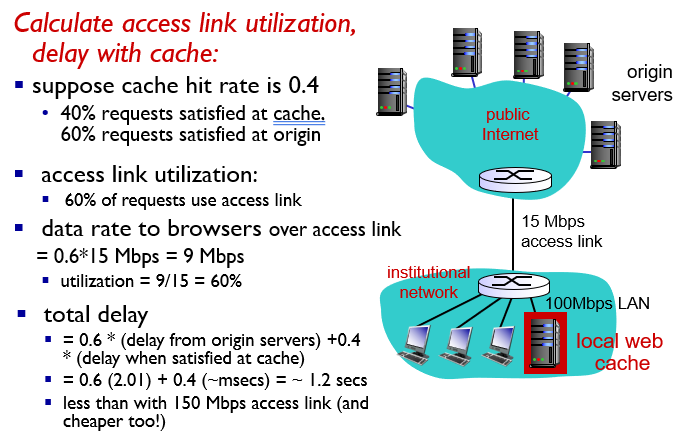 Calculate access link utilization,
delay with cache:
suppose cache hit rate is 0.4
40% requests satisfied at cache.
60% requests satisfied at origin
access link utilization:
60% of requests use access link
data rate to browsers over access link
= 0.6*15 Mbps = 9 Mbps
utilization = 9/15 = 60%
total delay
= 0.6 * (delay from origin servers) +0.4
* (delay when satisfied at cache)
= 0.6 (2.01) + 0.4 (~msecs) = ~ 1.2 secs
less than with 150 Mbps access link (and
cheaper too!)
origin
servers
public
Internet
15 Mbps
access link
institutional
network
100Mbps LAN
local web
cache